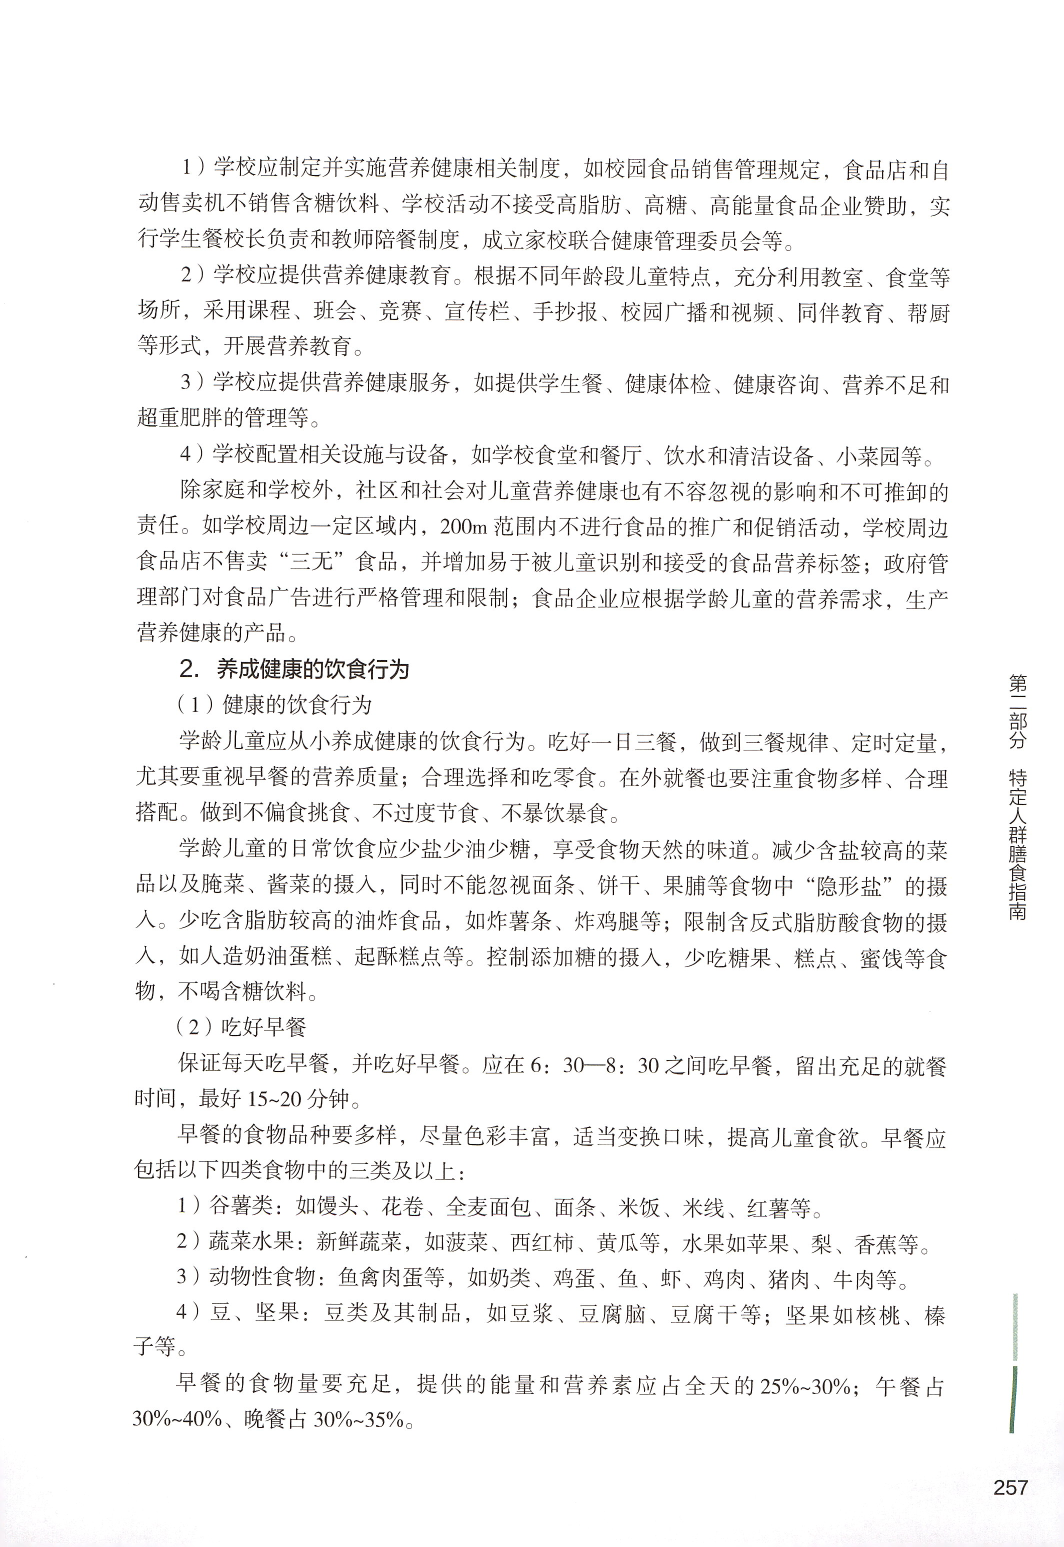 1）学校应制定并实施营养健康相关制度，如校园食品销售管理规定，食品店和自
动售卖机不销售含糖饮料、学校活动不接受高脂肪、高糖、高能量食品企业赞助，实
行学生餐校长负责和教师陪餐制度，成立家校联合健康管理委员会等。
2）学校应提供营养健康教育。根据不同年龄段儿童特点，充分利用教室、食堂等
场所，采用课程、班会、竞赛、宣传栏、手抄报、校园广播和视频、同伴教育、帮厨
等形式，开展营养教育。
3）学校应提供营养健康服务，如提供学生餐、健康体检、健康咨询、营养不足和
超重肥胖的管理等。
4）学校配置相关设施与设备，如学校食堂和餐厅、饮水和清洁设备、小菜园等。
除家庭和学校外，社区和社会对儿童营养健康也有不容忽视的影响和不可推卸的
责任。如学校周边一定区域内，200m 范围内不进行食品的推广和促销活动，学校周边
食品店不售卖“三无”食品，并增加易于被儿童识别和接受的食品营养标签；政府管
理部门对食品广告进行严格管理和限制；食品企业应根据学龄儿童的营养需求，生产
营养健康的产品。
2. 养成健康的饮食行为
（1）健康的饮食行为
学龄儿童应从小养成健康的饮食行为。吃好一日三餐，做到三餐规律、定时定量，
尤其要重视早餐的营养质量；合理选择和吃零食。在外就餐也要注重食物多样、合理
搭配。做到不偏食挑食、不过度节食、不暴饮暴食。
学龄儿童的日常饮食应少盐少油少糖，享受食物天然的味道。减少含盐较高的菜
品以及腌菜、酱菜的摄入，同时不能忽视面条、饼干、果脯等食物中“隐形盐”的摄
入。少吃含脂肪较高的油炸食品，如炸薯条、炸鸡腿等；限制含反式脂肪酸食物的摄
入，如人造奶油蛋糕、起酥糕点等。控制添加糖的摄入，少吃糖果、糕点、蜜饯等食
物，不喝含糖饮料。
（2）吃好早餐
保证每天吃早餐，并吃好早餐。应在 6：30—8：30 之间吃早餐，留出充足的就餐
时间，最好 15~20 分钟。
早餐的食物品种要多样，尽量色彩丰富，适当变换口味，提高儿童食欲。早餐应
包括以下四类食物中的三类及以上：
1）谷薯类：如馒头、花卷、全麦面包、面条、米饭、米线、红薯等。
2）蔬菜水果：新鲜蔬菜，如菠菜、西红柿、黄瓜等，水果如苹果、梨、香蕉等。
3）动物性食物：鱼禽肉蛋等，如奶类、鸡蛋、鱼、虾、鸡肉、猪肉、牛肉等。
4）豆、坚果：豆类及其制品，如豆浆、豆腐脑、豆腐干等；坚果如核桃、榛
子等。
早餐的食物量要充足，提供的能量和营养素应占全天的 25%~30%；午餐占
30%~40%、晚餐占 30%~35%。
第二部分 特定人群膳食指南
257